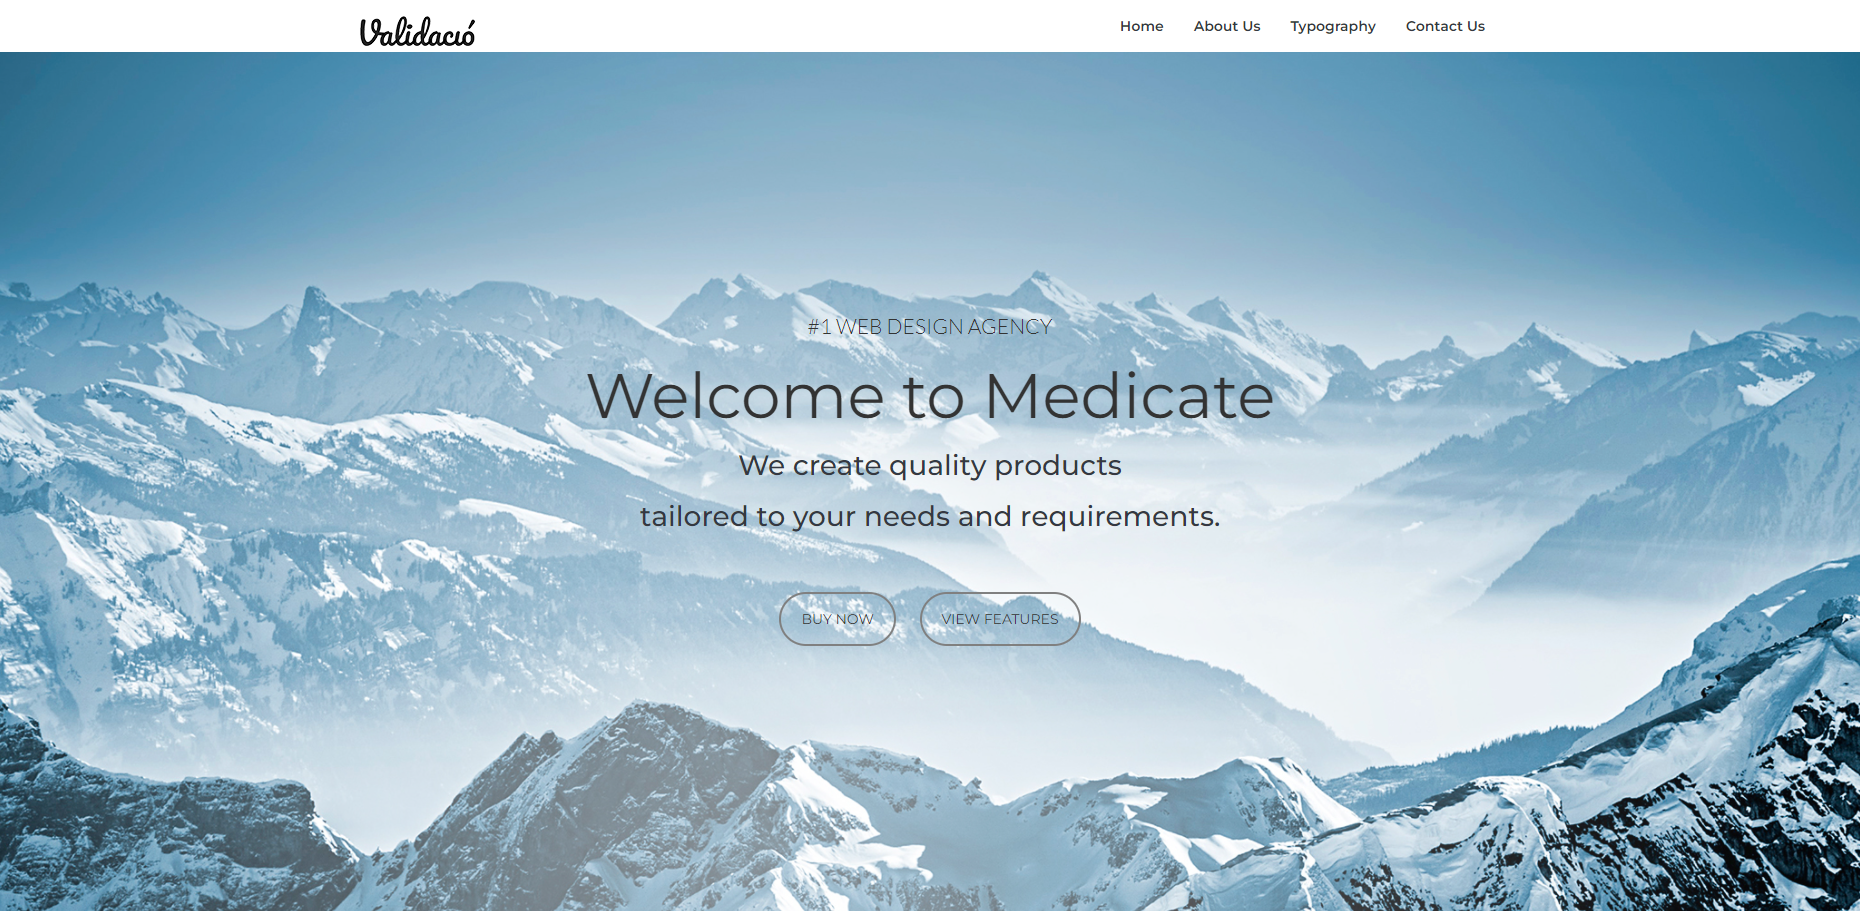 Validació
Home About Us Typography Contact Us
#1 WEB DESIGN AGENCY
Welcome to Medicate
We create quality products
tailored to your needs and requirements.
BUY NOW VIEW FEATURES